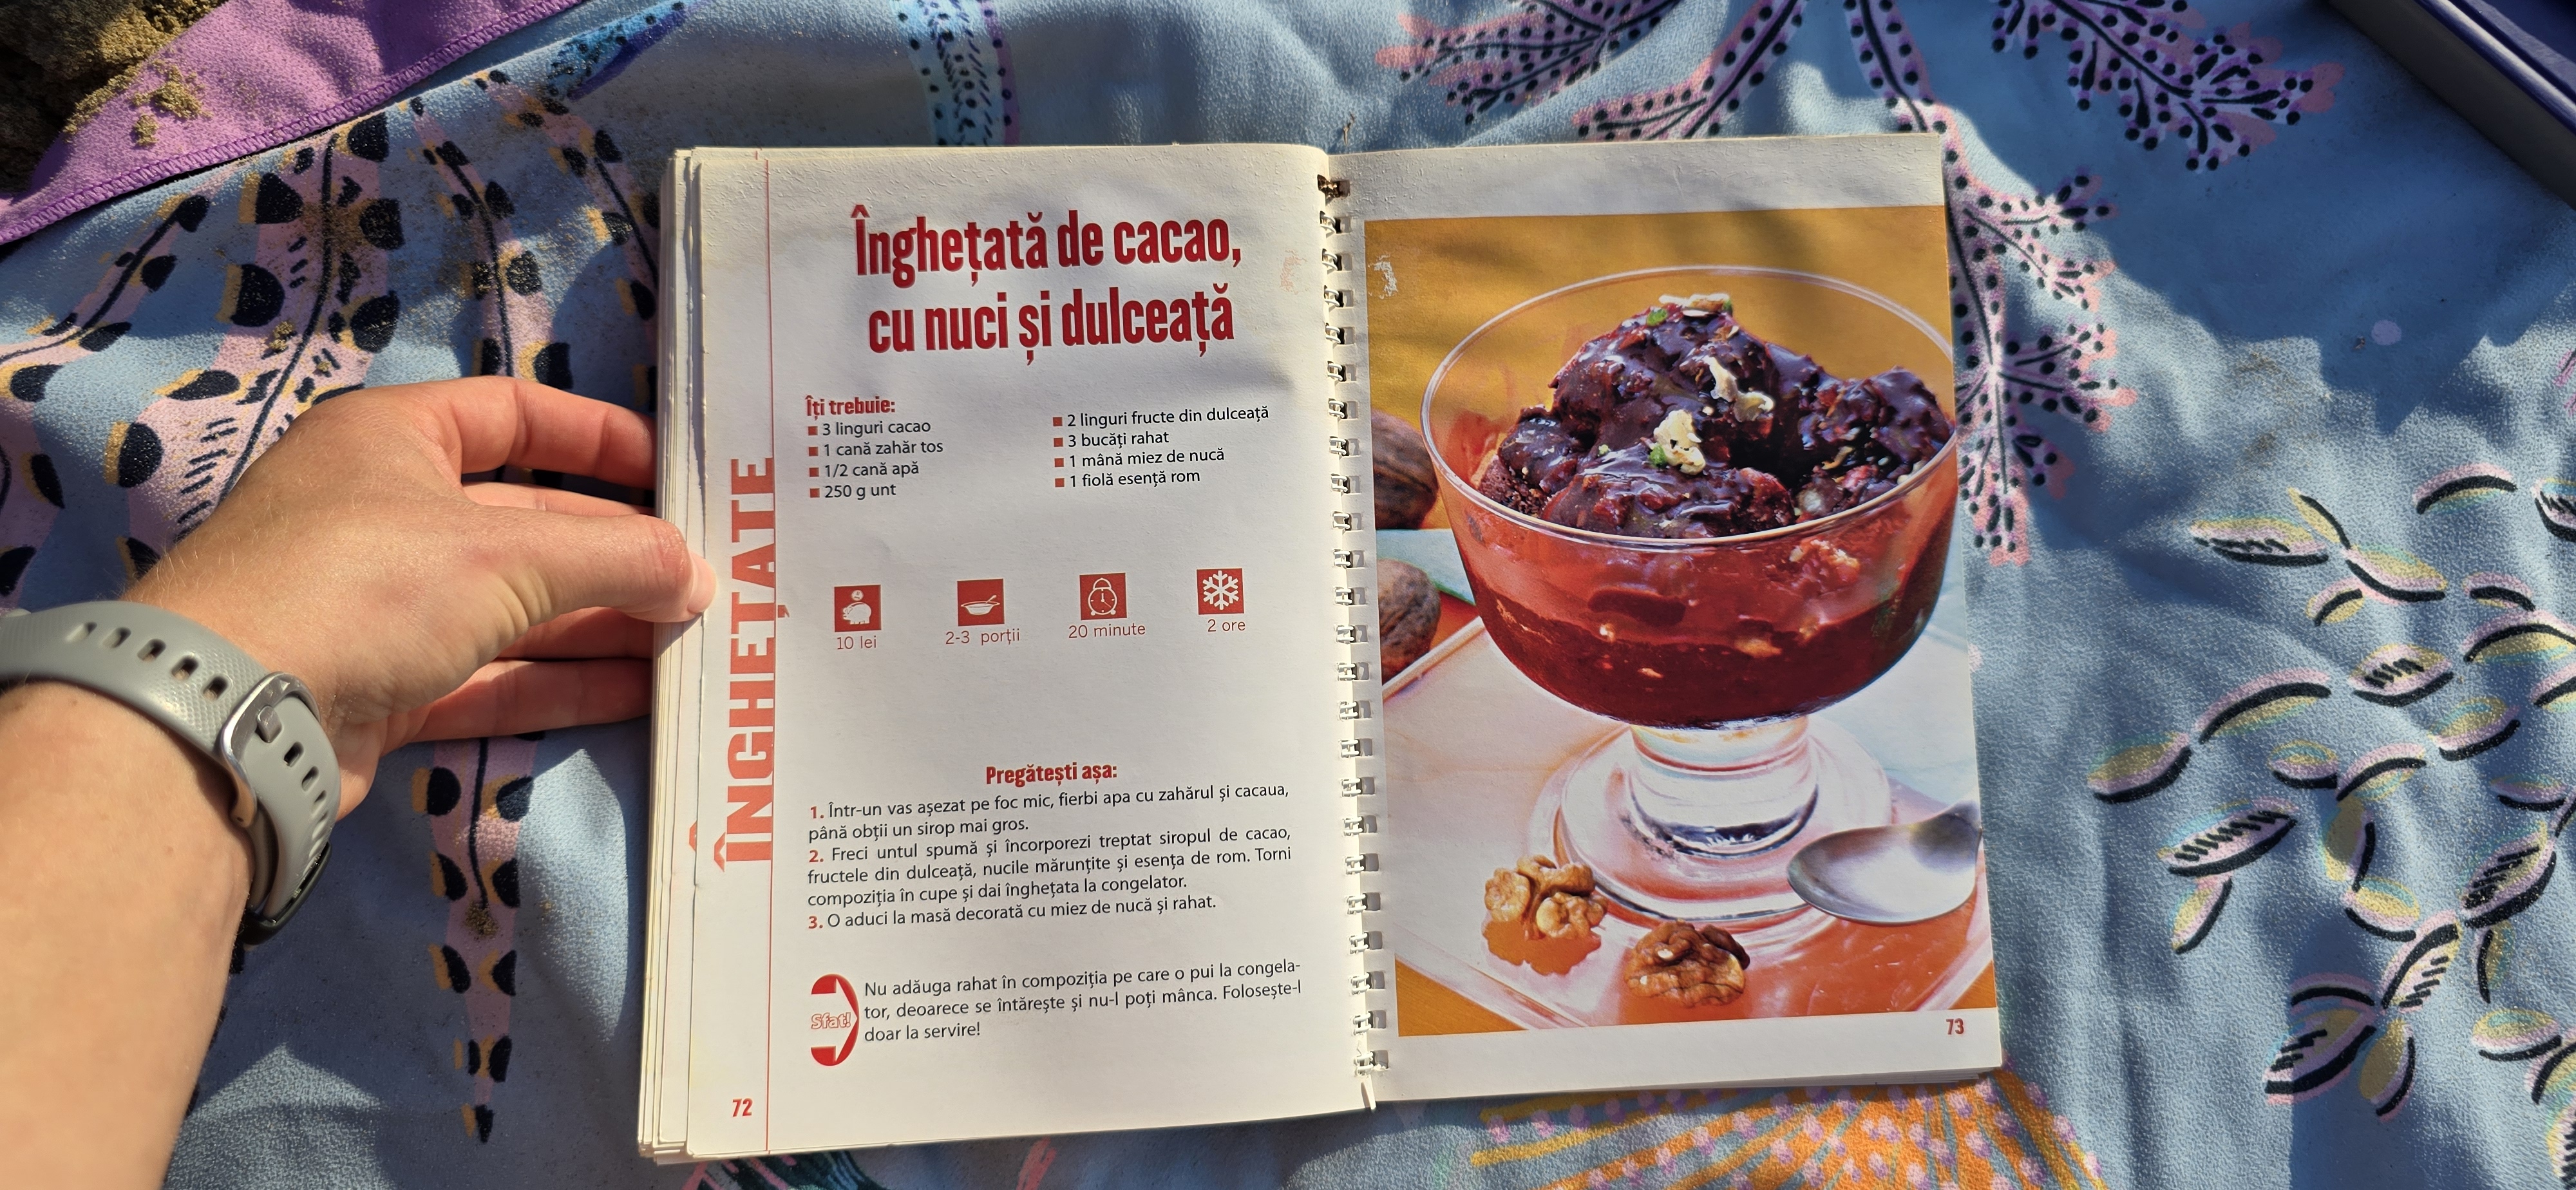 ÎNGHEȚATE
Înghețată de cacao,
cu nuci și dulceață
Îți trebuie:
3 linguri cacao
1 cană zahăr tos
1/2 cană apă
250 g unt
2 linguri fructe din dulceață
3 bucăți rahat
1 mână miez de nucă
1 fiolă esență rom
10 lei
2-3 porții
20 minute
2 ore
Pregătești așa:
1. Într-un vas așezat pe foc mic, fierbi apa cu zahărul și cacaua,
până obții un sirop mai gros.
2. Freci untul spumă și încorporezi treptat siropul de cacao,
fructele din dulceață, nucile mărunțite și esența de rom. Torni
compoziția în cupe și dai înghețata la congelator.
3. O aduci la masă decorată cu miez de nucă și rahat.
Sfat!
Nu adăuga rahat în compoziția pe care o pui la congela-
tor, deoarece se întărește și nu-l poți mânca. Folosește-l
doar la servire!
72
73